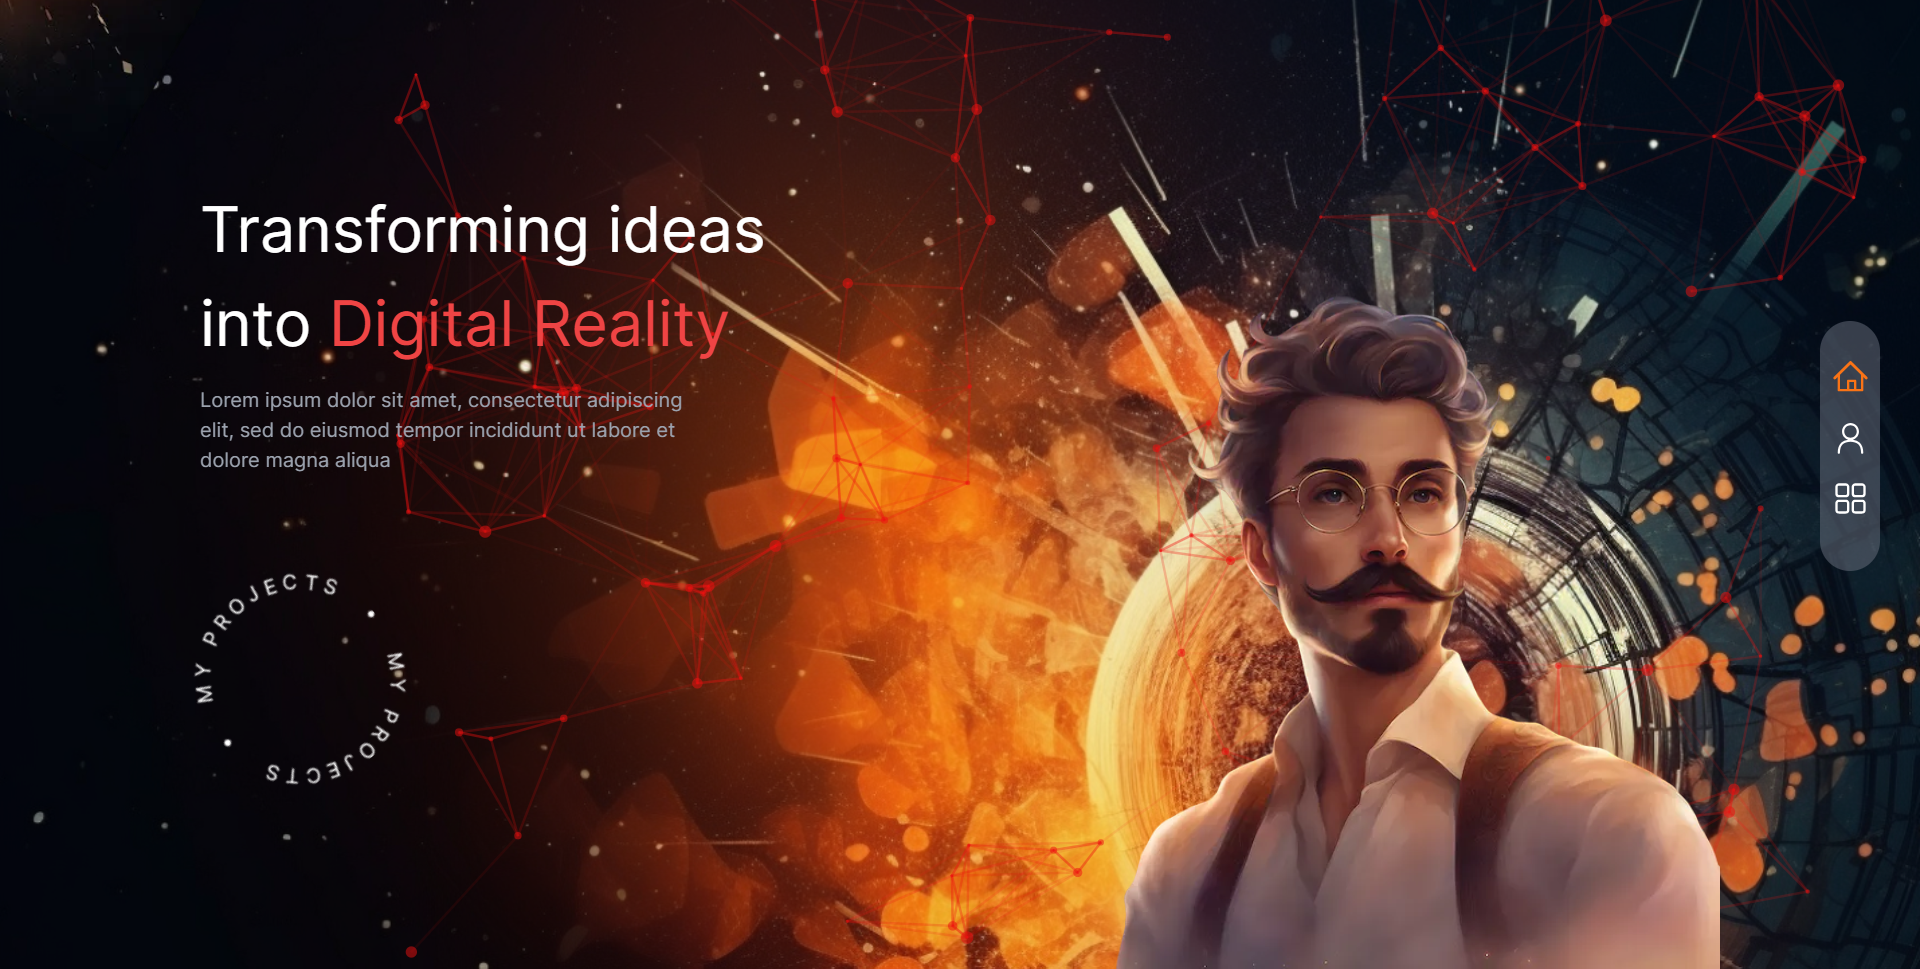 Transforming ideas
into Digital Reality
Lorem ipsum dolor sit amet, consectetur adipiscing
elit, sed do eiusmod tempor incididunt ut labore et
dolore magna aliqua
MY PROJECTS
MY PROJECTS